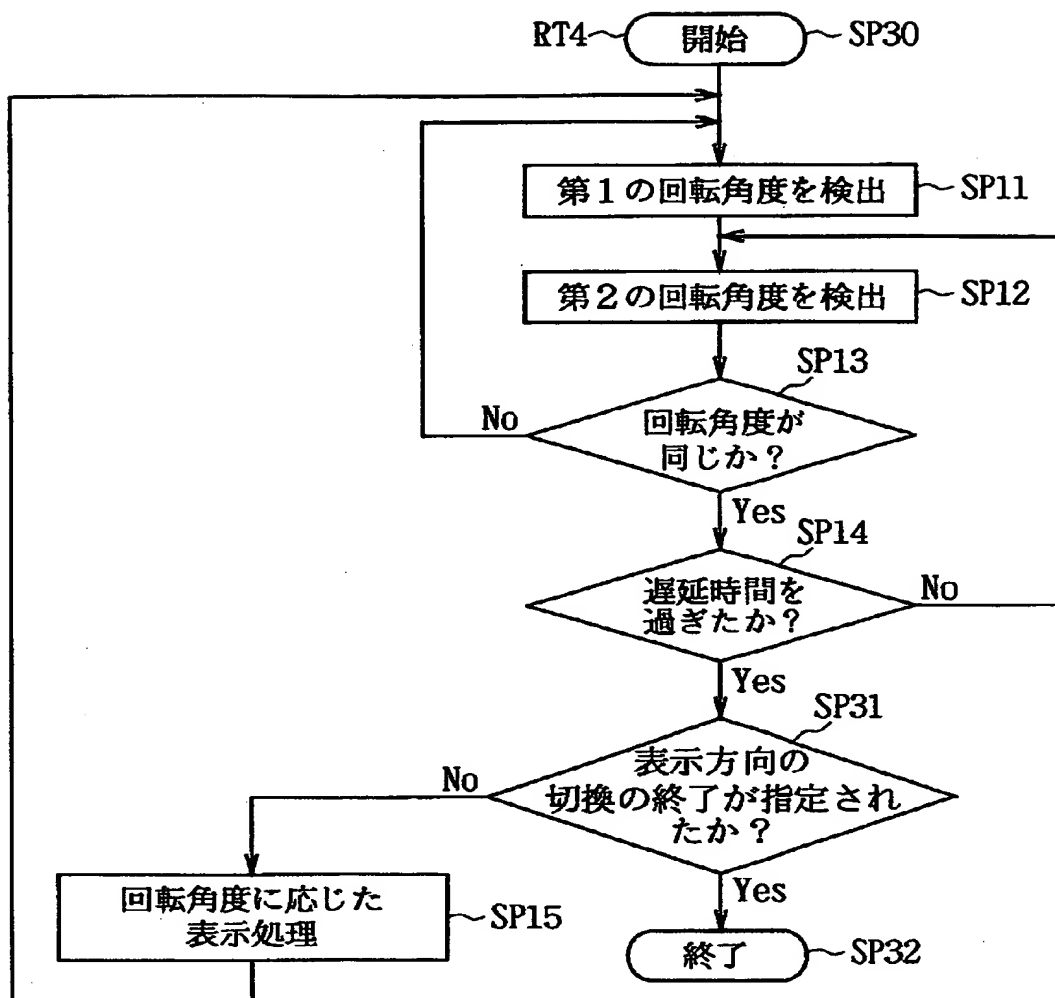 RT4 開始 SP30
第1の回転角度を検出 SP11
第2の回転角度を検出 SP12
SP13
No 回転角度が
同じか?
Yes
SP14
遅延時間を No
過ぎたか?
Yes
SP31
表示方向の
No 切換の終了が指定され
たか?
Yes
回転角度に応じた
表示処理 SP15
終了 SP32